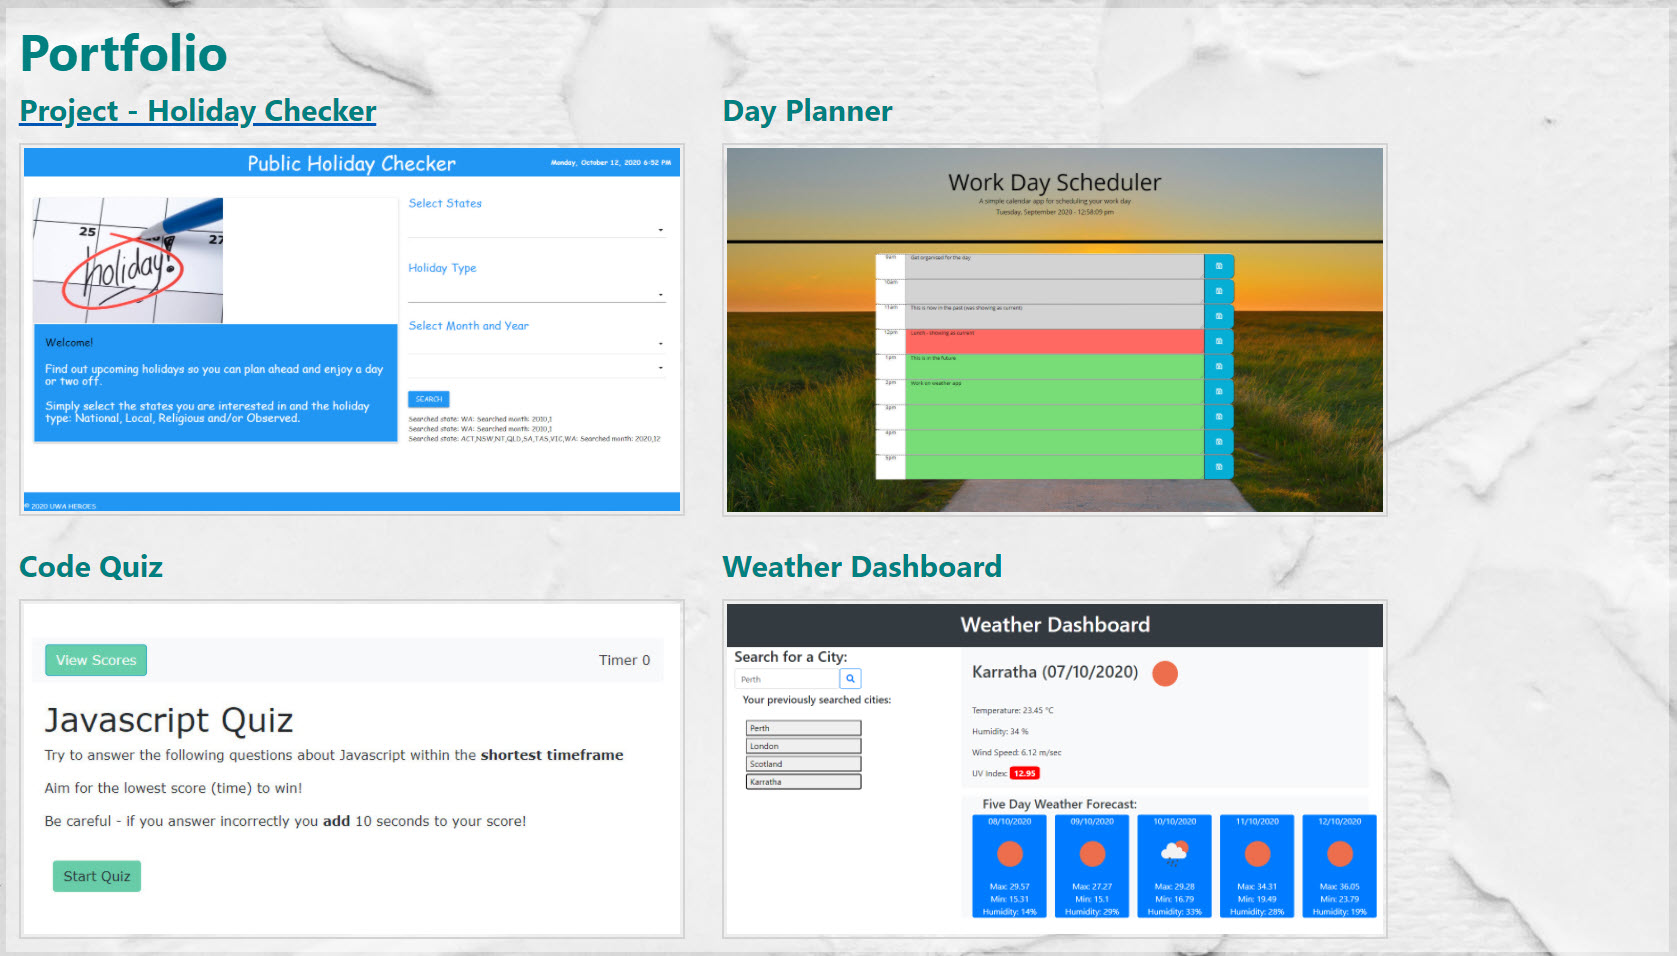 Portfolio
Project - Holiday Checker
Public Holiday Checker
Monday, October 12, 2020 6:52 PM
25
27
holiday!
Welcome!
Find out upcoming holidays so you can plan ahead and enjoy a day
or two off.
Simply select the states you are interested in and the holiday
type: National, Local, Religious and/or Observed.
Select States
Holiday Type
Select Month and Year
SEARCH
Searched state: WA: Searched month: 2010,1
Searched state: WA: Searched month: 2010,1
Searched state: ACT,NSW,NT,QLD,SA,TAS,VIC,WA: Searched month: 2020,12
© 2020 UWA HEROES
Day Planner
Work Day Scheduler
A simple calendar app for scheduling your work day
Tuesday, September 2020 - 12:58:09 pm
9am Get organised for the day
10am
11am This is now in the past (was showing as current)
12pm Lunch - showing as current
1pm This is in the future
2pm Work on weather app
3pm
4pm
5pm
Code Quiz
View Scores
Timer 0
Javascript Quiz
Try to answer the following questions about Javascript within the shortest timeframe
Aim for the lowest score (time) to win!
Be careful - if you answer incorrectly you add 10 seconds to your score!
Start Quiz
Weather Dashboard
Weather Dashboard
Search for a City:
Perth
Your previously searched cities:
Perth
London
Scotland
Karratha
Karratha (07/10/2020)
Temperature: 23.45 °C
Humidity: 34 %
Wind Speed: 6.12 m/sec
UV Index: 12.95
Five Day Weather Forecast:
08/10/2020
Max: 29.57
Min: 15.31
Humidity: 14%
09/10/2020
Max: 27.27
Min: 15.1
Humidity: 29%
10/10/2020
Max: 29.28
Min: 16.79
Humidity: 33%
11/10/2020
Max: 34.31
Min: 19.49
Humidity: 28%
12/10/2020
Max: 36.05
Min: 23.79
Humidity: 19%